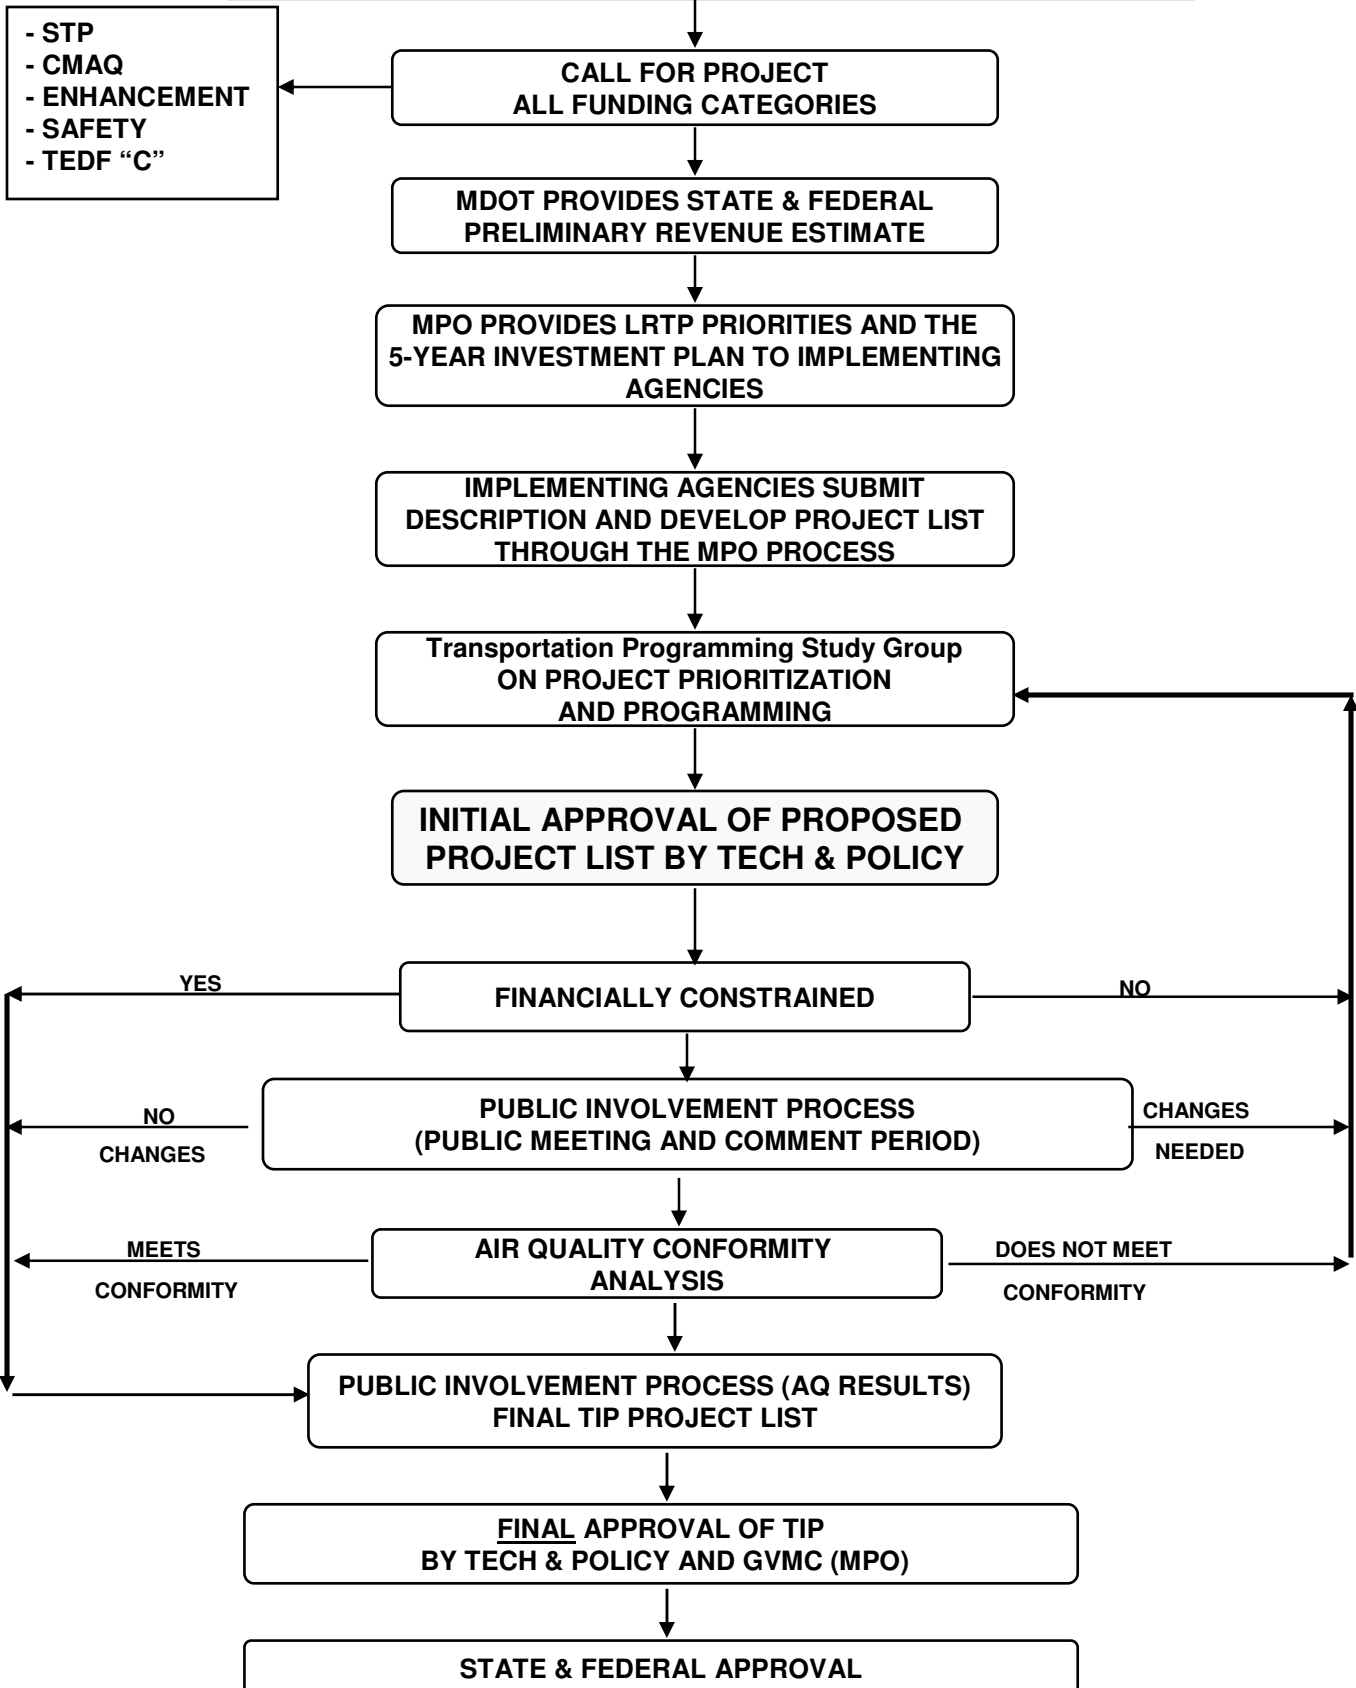 - STP
- CMAQ
- ENHANCEMENT
- SAFETY
- TEDF “C”
CALL FOR PROJECT
ALL FUNDING CATEGORIES
MDOT PROVIDES STATE & FEDERAL
PRELIMINARY REVENUE ESTIMATE
MPO PROVIDES LRTP PRIORITIES AND THE
5-YEAR INVESTMENT PLAN TO IMPLEMENTING
AGENCIES
IMPLEMENTING AGENCIES SUBMIT
DESCRIPTION AND DEVELOP PROJECT LIST
THROUGH THE MPO PROCESS
Transportation Programming Study Group
ON PROJECT PRIORITIZATION
AND PROGRAMMING
INITIAL APPROVAL OF PROPOSED
PROJECT LIST BY TECH & POLICY
YES
FINANCIALLY CONSTRAINED
NO
NO
CHANGES
PUBLIC INVOLVEMENT PROCESS
(PUBLIC MEETING AND COMMENT PERIOD)
CHANGES
NEEDED
MEETS
CONFORMITY
AIR QUALITY CONFORMITY
ANALYSIS
DOES NOT MEET
CONFORMITY
PUBLIC INVOLVEMENT PROCESS (AQ RESULTS)
FINAL TIP PROJECT LIST
FINAL APPROVAL OF TIP
BY TECH & POLICY AND GVMC (MPO)
STATE & FEDERAL APPROVAL